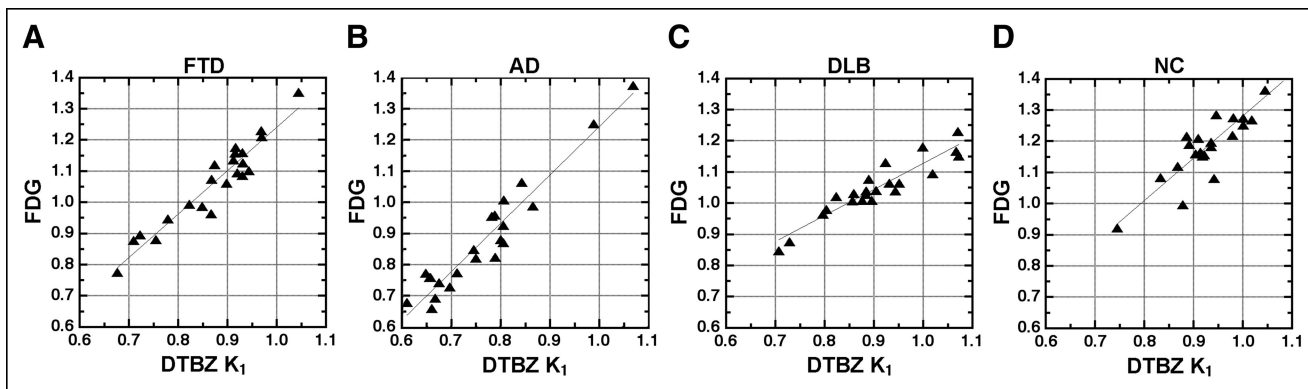 A B C D
FTD AD DLB NC
1.4 1.4 1.4 1.4
1.3 1.3 1.3 1.3
1.2 1.2 1.2 1.2
1.1 1.1 1.1 1.1
FDG FDG FDG FDG
1.0 1.0 1.0 1.0
0.9 0.9 0.9 0.9
0.8 0.8 0.8 0.8
0.7 0.7 0.7 0.7
0.6 0.6 0.6 0.6
0.6 0.7 0.8 0.9 1.0 1.1 0.6 0.7 0.8 0.9 1.0 1.1 0.6 0.7 0.8 0.9 1.0 1.1 0.6 0.7 0.8 0.9 1.0 1.1
DTBZ K₁ DTBZ K₁ DTBZ K₁ DTBZ K₁